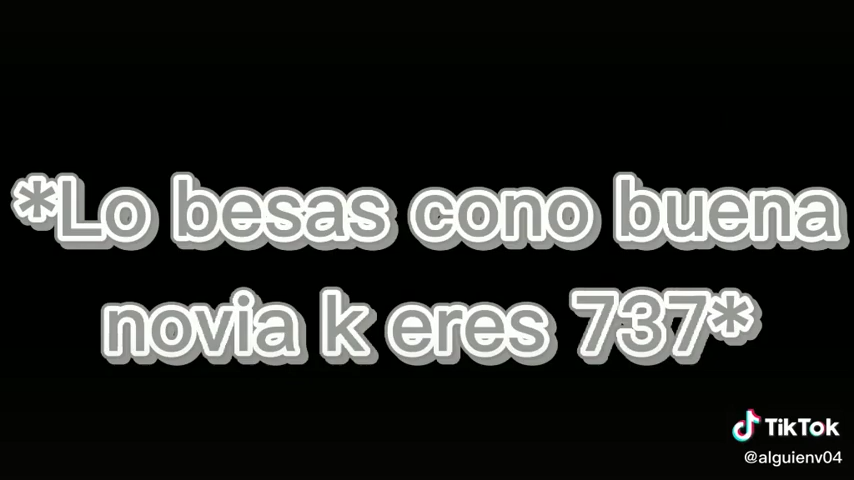 *Lo besas cono buena
novia k eres 737*
TikTok
@alguienv04